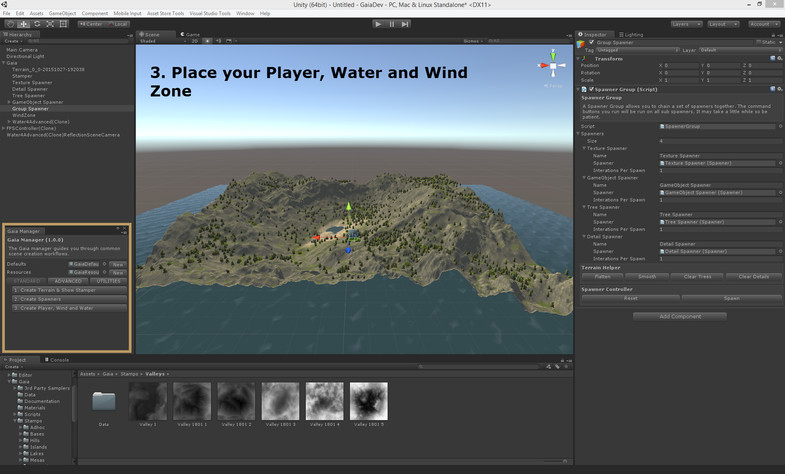 Unity (64bit) - Untitled - GaiaDev - PC, Mac & Linux Standalone* <DX11>
File Edit Assets GameObject Component Mobile Input Asset Store Tools Visual Studio Tools Window Help
Center Local
Layers Layout Account
Hierarchy
Create
Main Camera
Directional Light
Gaia
Terrain_0_0-20151027-192039
Stamper
Texture Spawner
Detail Spawner
Tree Spawner
GameObject Spawner
Group Spawner
WindZone
Water4Advanced(Clone)
FPSController(Clone)
Water4Advanced(Clone)ReflectionSceneCamera
Scene Game
Shaded 2D Gizmos
3. Place your Player, Water and Wind
Zone
Gaia Manager
Gaia Manager (1.0.0)
The Gaia manager guides you through common
scene creation workflows.
Defaults GaiaDefau New
Resources GaiaResou New
STANDARD ADVANCED UTILITIES
1. Create Terrain & Show Stamper
2. Create Spawners
3. Create Player, Wind and Water
Inspector Lighting
Group Spawner Static
Tag Untagged Layer Default
Transform
Position X 0 Y 0 Z 0
Rotation X 0 Y 0 Z 0
Scale X 1 Y 1 Z 1
Spawner Group (Script)
Spawner Group
A Spawner Group allows you to chain a set of spawners together. The command
buttons you run will be run on all sub spawners. It may take a little while so be
patient.
Script SpawnerGroup
Spawners
Size 4
Texture Spawner
Name Texture Spawner
Spawner Texture Spawner (Spawner)
Interations Per Spawn 1
GameObject Spawner
Name GameObject Spawner
Spawner GameObject Spawner (Spawner)
Interations Per Spawn 1
Tree Spawner
Name Tree Spawner
Spawner Tree Spawner (Spawner)
Interations Per Spawn 1
Detail Spawner
Name Detail Spawner
Spawner Detail Spawner (Spawner)
Interations Per Spawn 1
Terrain Helper
Flatten Smooth Clear Trees Clear Details
Spawner Controller
Reset Spawn
Add Component
Project Console
Create
Editor
Gaia
3rd Party Samplers
Data
Documentation
Materials
Scripts
Stamps
Adhoc
Bases
Hills
Islands
Lakes
Mesas
Assets Gaia Stamps Valleys
Data Valley 1 Valley 1801 1 Valley 1801 2 Valley 1801 3 Valley 1801 4 Valley 1801 5